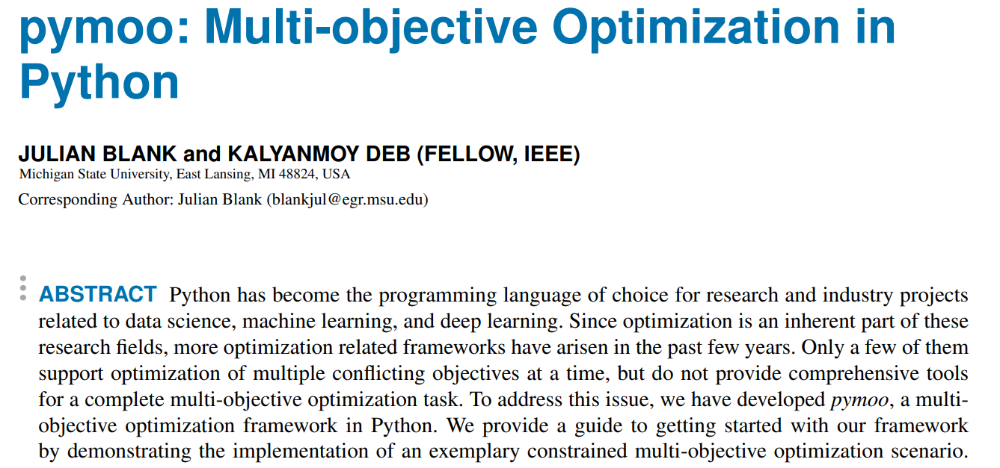 pymoo: Multi-objective Optimization in
Python
JULIAN BLANK and KALYANMOY DEB (FELLOW, IEEE)
Michigan State University, East Lansing, MI 48824, USA
Corresponding Author: Julian Blank (blankjul@egr.msu.edu)
ABSTRACT Python has become the programming language of choice for research and industry projects
related to data science, machine learning, and deep learning. Since optimization is an inherent part of these
research fields, more optimization related frameworks have arisen in the past few years. Only a few of them
support optimization of multiple conflicting objectives at a time, but do not provide comprehensive tools
for a complete multi-objective optimization task. To address this issue, we have developed pymoo, a multi-
objective optimization framework in Python. We provide a guide to getting started with our framework
by demonstrating the implementation of an exemplary constrained multi-objective optimization scenario.